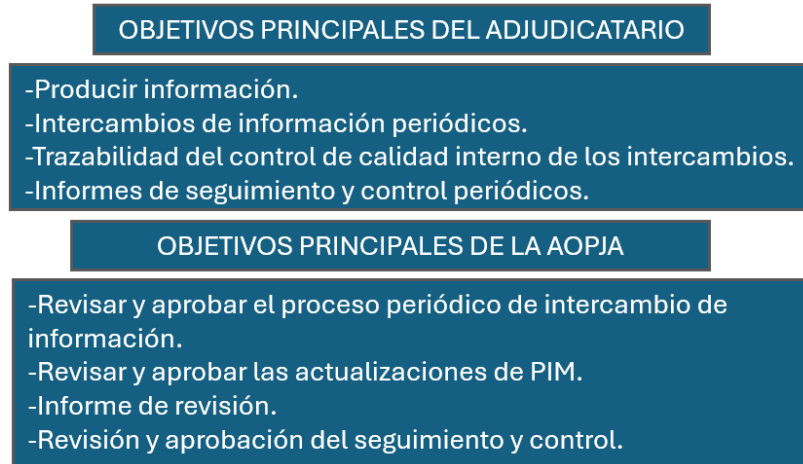 OBJETIVOS PRINCIPALES DEL ADJUDICATARIO
-Producir información.
-Intercambios de información periódicos.
-Trazabilidad del control de calidad interno de los intercambios.
-Informes de seguimiento y control periódicos.
OBJETIVOS PRINCIPALES DE LA AOPJA
-Revisar y aprobar el proceso periódico de intercambio de
información.
-Revisar y aprobar las actualizaciones de PIM.
-Informe de revisión.
-Revisión y aprobación del seguimiento y control.